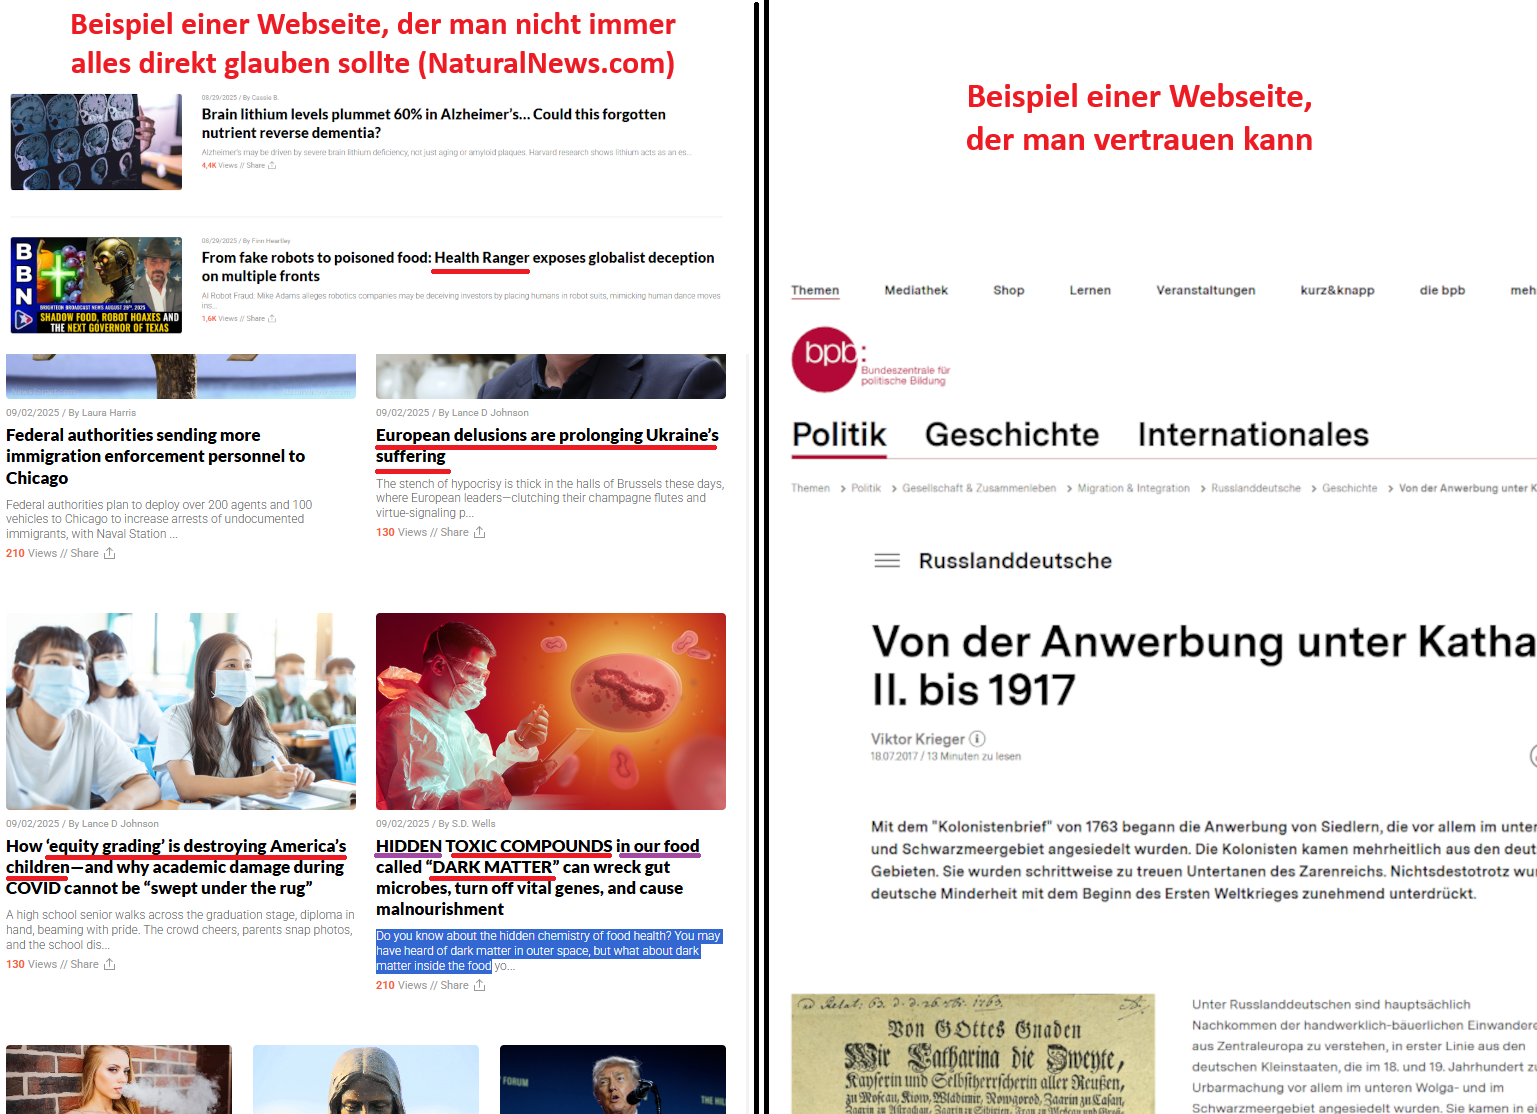 Beispiel einer Webseite, der man nicht immer
alles direkt glauben sollte (NaturalNews.com)
08/29/2025 / By Cassie B.
Brain lithium levels plummet 60% in Alzheimer's… Could this forgotten
nutrient reverse dementia?
Alzheimer's may be driven by severe brain lithium deficiency, not just aging or amyloid plaques. Harvard research shows lithium acts as an es...
4,4K Views // Share
BBN
BRIGHTEON BROADCAST NEWS AUGUST 29TH, 2025
SHADOW FOOD, ROBOT HOAXES AND
THE NEXT GOVERNOR OF TEXAS
08/29/2025 / By Finn Heartley
From fake robots to poisoned food: Health Ranger exposes globalist deception
on multiple fronts
AI Robot Fraud: Mike Adams alleges robotics companies may be deceiving investors by placing humans in robot suits, mimicking human dance moves
ins...
1,6K Views // Share
09/02/2025 / By Laura Harris
Federal authorities sending more
immigration enforcement personnel to
Chicago
Federal authorities plan to deploy over 200 agents and 100
vehicles to Chicago to increase arrests of undocumented
immigrants, with Naval Station ...
210 Views // Share
09/02/2025 / By Lance D Johnson
European delusions are prolonging Ukraine's
suffering
The stench of hypocrisy is thick in the halls of Brussels these days,
where European leaders—clutching their champagne flutes and
virtue-signaling p...
130 Views // Share
09/02/2025 / By Lance D Johnson
How 'equity grading' is destroying America's
children—and why academic damage during
COVID cannot be "swept under the rug"
A high school senior walks across the graduation stage, diploma in
hand, beaming with pride. The crowd cheers, parents snap photos,
and the school dis...
130 Views // Share
09/02/2025 / By S.D. Wells
HIDDEN TOXIC COMPOUNDS in our food
called "DARK MATTER" can wreck gut
microbes, turn off vital genes, and cause
malnourishment
Do you know about the hidden chemistry of food health? You may
have heard of dark matter in outer space, but what about dark
matter inside the food yo...
210 Views // Share
FORUM
THE HIL
Beispiel einer Webseite,
der man vertrauen kann
Themen Mediathek Shop Lernen Veranstaltungen kurz&knapp die bpb meh
bpb:
Bundeszentrale für
politische Bildung
Politik Geschichte Internationales
Themen > Politik > Gesellschaft & Zusammenleben > Migration & Integration > Russlanddeutsche > Geschichte > Von der Anwerbung unter K
Russlanddeutsche
Von der Anwerbung unter Katha
II. bis 1917
Viktor Krieger
18.07.2017 / 13 Minuten zu lesen
Mit dem "Kolonistenbrief" von 1763 begann die Anwerbung von Siedlern, die vor allem im unter
und Schwarzmeergebiet angesiedelt wurden. Die Kolonisten kamen mehrheitlich aus den deut
Gebieten. Sie wurden schrittweise zu treuen Untertanen des Zarenreichs. Nichtsdestotrotz wur
deutsche Minderheit mit dem Beginn des Ersten Weltkrieges zunehmend unterdrückt.
Von GOttes Gnaden
Wir Catharina die Zweyte,
Kayserin und Selbstherrscherin aller Reußen,
zu Moscau, Kiow, Wladimir, Nowgorod, Zaarin zu Casan,
Unter Russlanddeutschen sind hauptsächlich
Nachkommen der handwerklich-bäuerlichen Einwandere
aus Zentraleuropa zu verstehen, in erster Linie aus den
deutschen Kleinstaaten, die im 18. und 19. Jahrhundert zu
Urbarmachung vor allem im unteren Wolga- und im
Schwarzmeergebiet angesiedelt wurden. Sie kamen in ei